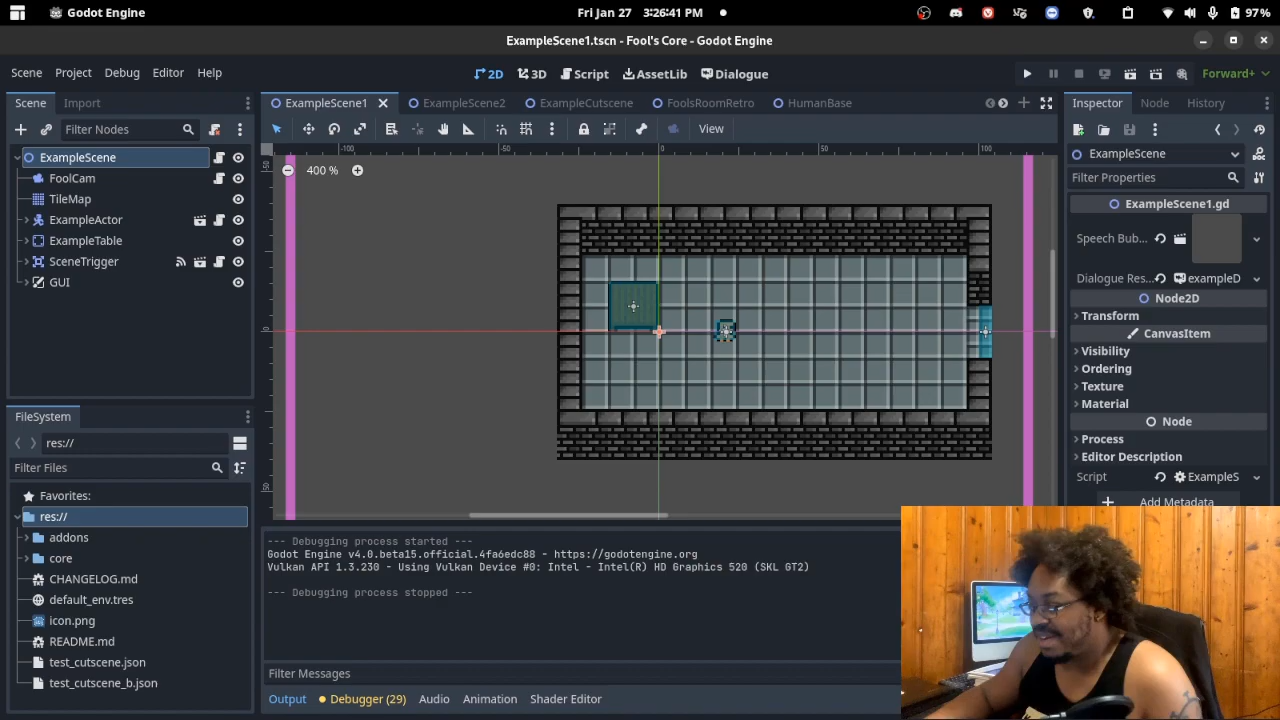 Godot Engine
Fri Jan 27 3:26:41 PM
97%
ExampleScene1.tscn - Fool's Core - Godot Engine
Scene Project Debug Editor Help
2D 3D Script AssetLib Dialogue
Forward+
Scene Import
ExampleScene1 ExampleScene2 ExampleCutscene FoolsRoomRetro HumanBase
Inspector Node History
Filter Nodes
View
ExampleScene
FoolCam
TileMap
ExampleActor
ExampleTable
SceneTrigger
GUI
-100 -50 0 50 100
400 %
ExampleScene
Filter Properties
ExampleScene1.gd
Speech Bub...
Dialogue Res... exampleD
Node2D
Transform
CanvasItem
Visibility
Ordering
Texture
Material
Node
Process
Editor Description
Script ExampleS
Add Metadata
FileSystem
res://
Filter Files
Favorites:
res://
addons
core
CHANGELOG.md
default_env.tres
icon.png
README.md
test_cutscene.json
test_cutscene_b.json
--- Debugging process started ---
Godot Engine v4.0.beta15.official.4fa6edc88 - https://godotengine.org
Vulkan API 1.3.230 - Using Vulkan Device #0: Intel - Intel(R) HD Graphics 520 (SKL GT2)
--- Debugging process stopped ---
Filter Messages
Output Debugger (29) Audio Animation Shader Editor